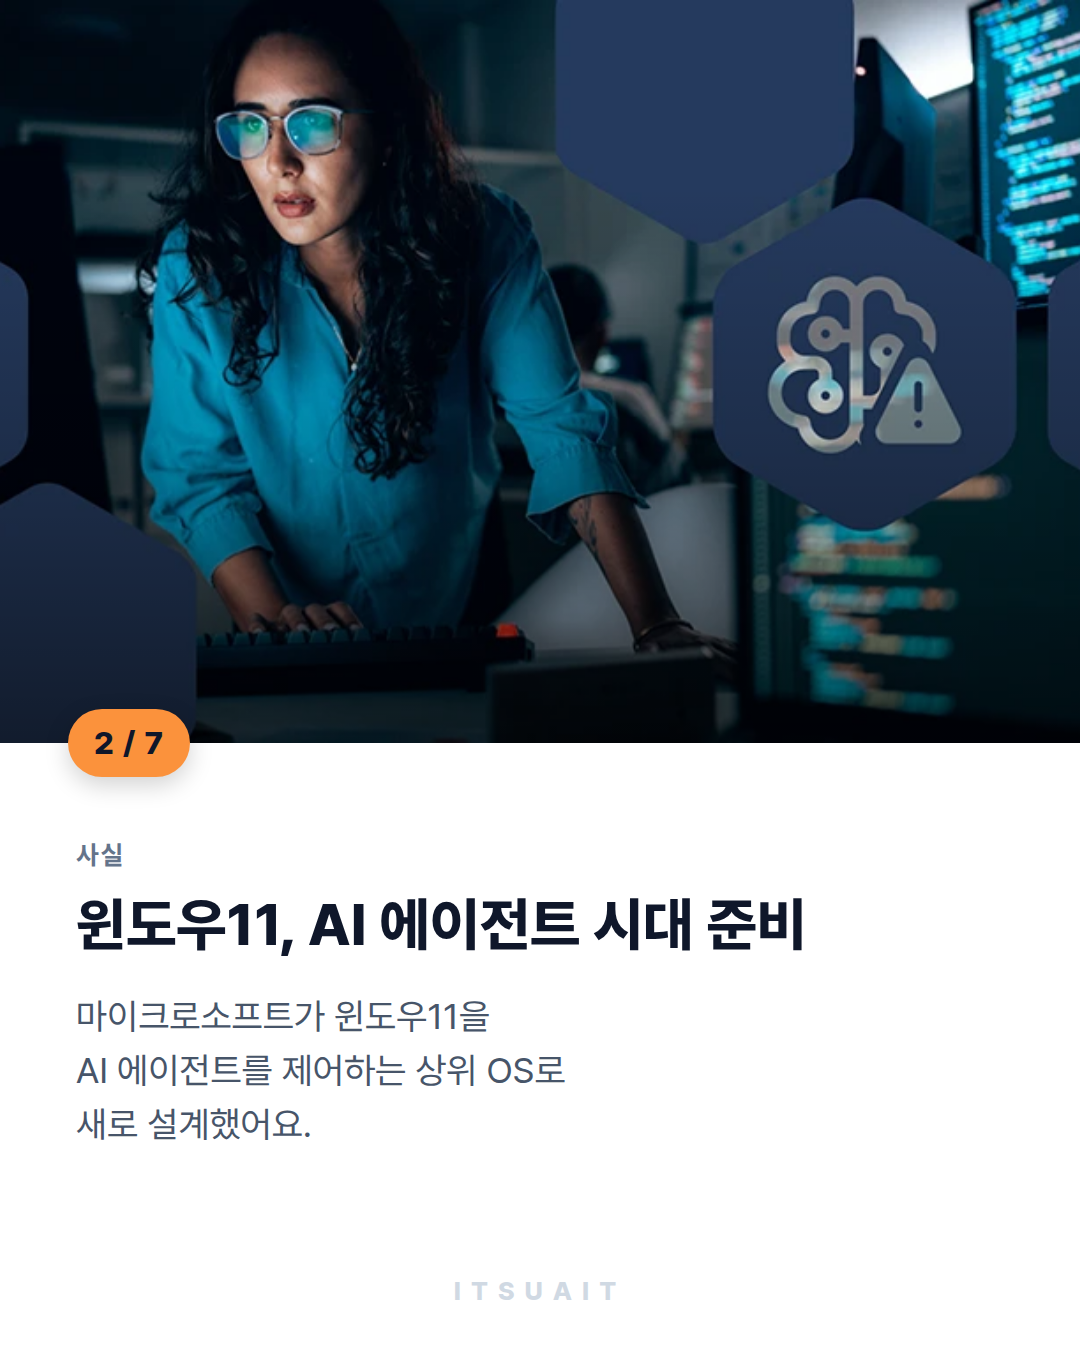 2 / 7
사실
윈도우11, AI 에이전트 시대 준비
마이크로소프트가 윈도우11을
AI 에이전트를 제어하는 상위 OS로
새로 설계했어요.
ITSUAIT